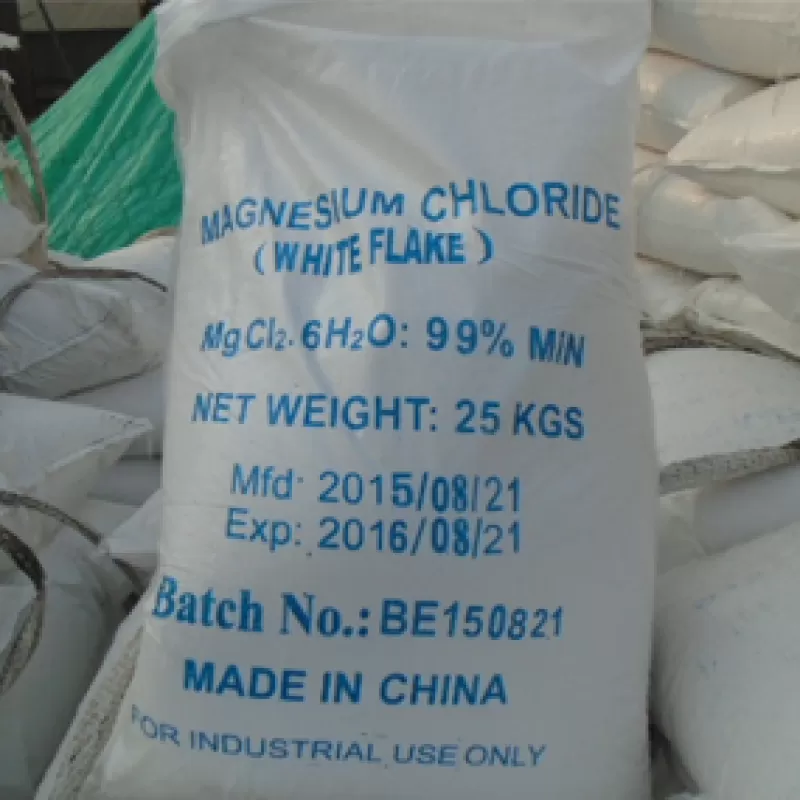 MAGNESIUM CHLORIDE
(WHITE FLAKE)
MgCl₂.6H₂O: 99% MIN
NET WEIGHT: 25 KGS
Mfd: 2015/08/21
Exp: 2016/08/21
Batch No.: BE150821
MADE IN CHINA
FOR INDUSTRIAL USE ONLY